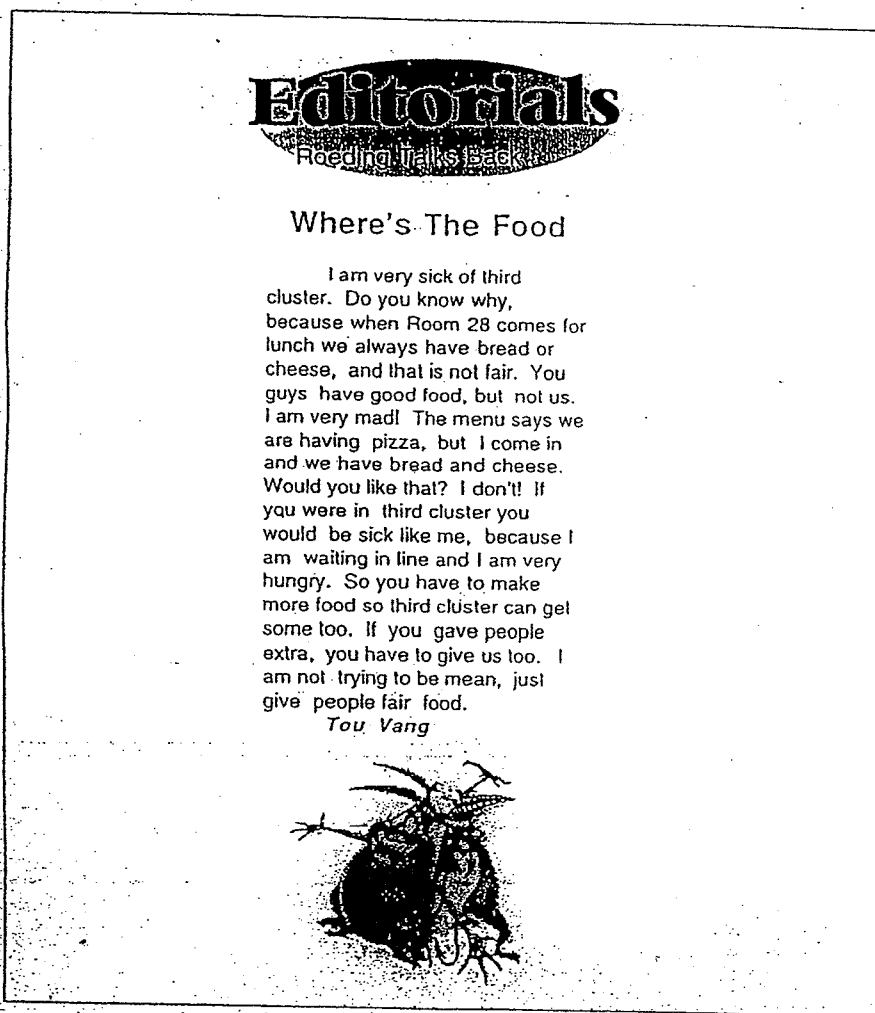 Editorials
Roeding Talks Back
Where's The Food
I am very sick of third
cluster. Do you know why,
because when Room 28 comes for
lunch we always have bread or
cheese, and that is not fair. You
guys have good food, but not us.
I am very mad! The menu says we
are having pizza, but I come in
and we have bread and cheese.
Would you like that? I don't! If
you were in third cluster you
would be sick like me, because I
am waiting in line and I am very
hungry. So you have to make
more food so third cluster can get
some too. If you gave people
extra, you have to give us too. I
am not trying to be mean, just
give people fair food.
Tou Vang